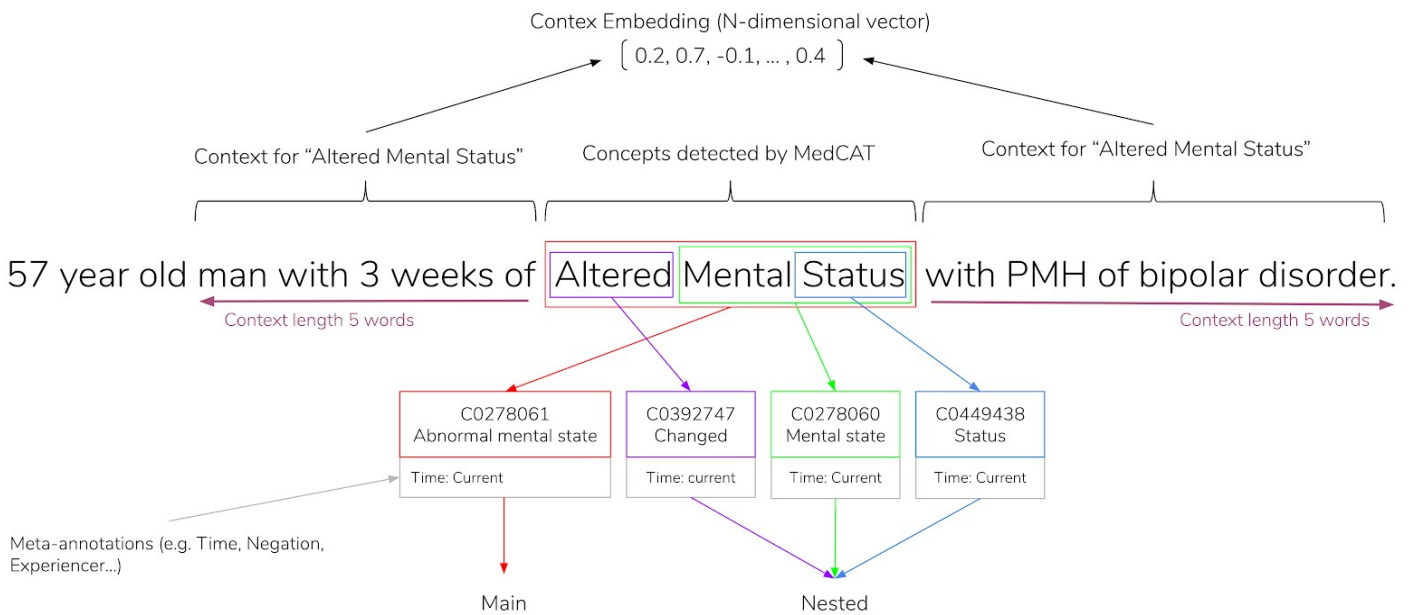 Contex Embedding (N-dimensional vector)
[ 0.2, 0.7, -0.1, ... , 0.4 ]
Context for “Altered Mental Status”
Concepts detected by MedCAT
Context for “Altered Mental Status”
57 year old man with 3 weeks of Altered Mental Status with PMH of bipolar disorder.
Context length 5 words
Context length 5 words
C0278061
Abnormal mental state
Time: Current
C0392747
Changed
Time: current
C0278060
Mental state
Time: Current
C0449438
Status
Time: Current
Meta-annotations (e.g. Time, Negation,
Experiencer...)
Main
Nested